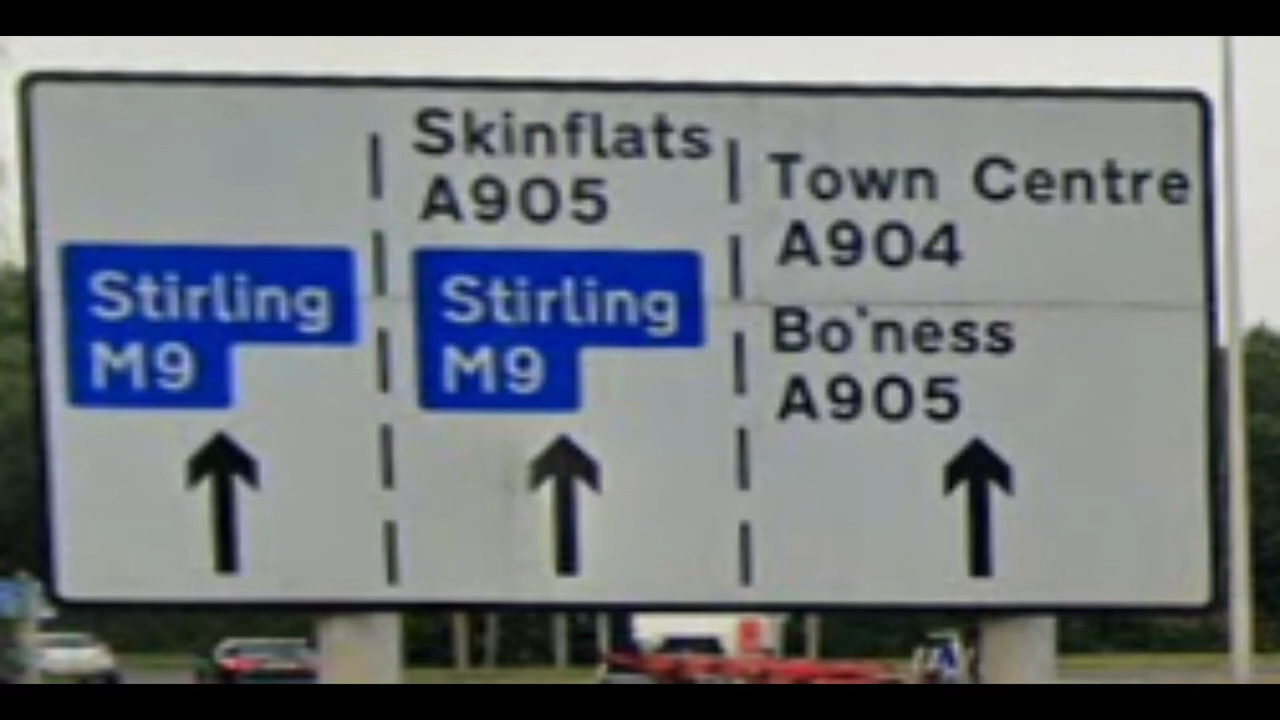 Stirling
M9
Skinflats
A905
Stirling
M9
Town Centre
A904
Bo'ness
A905